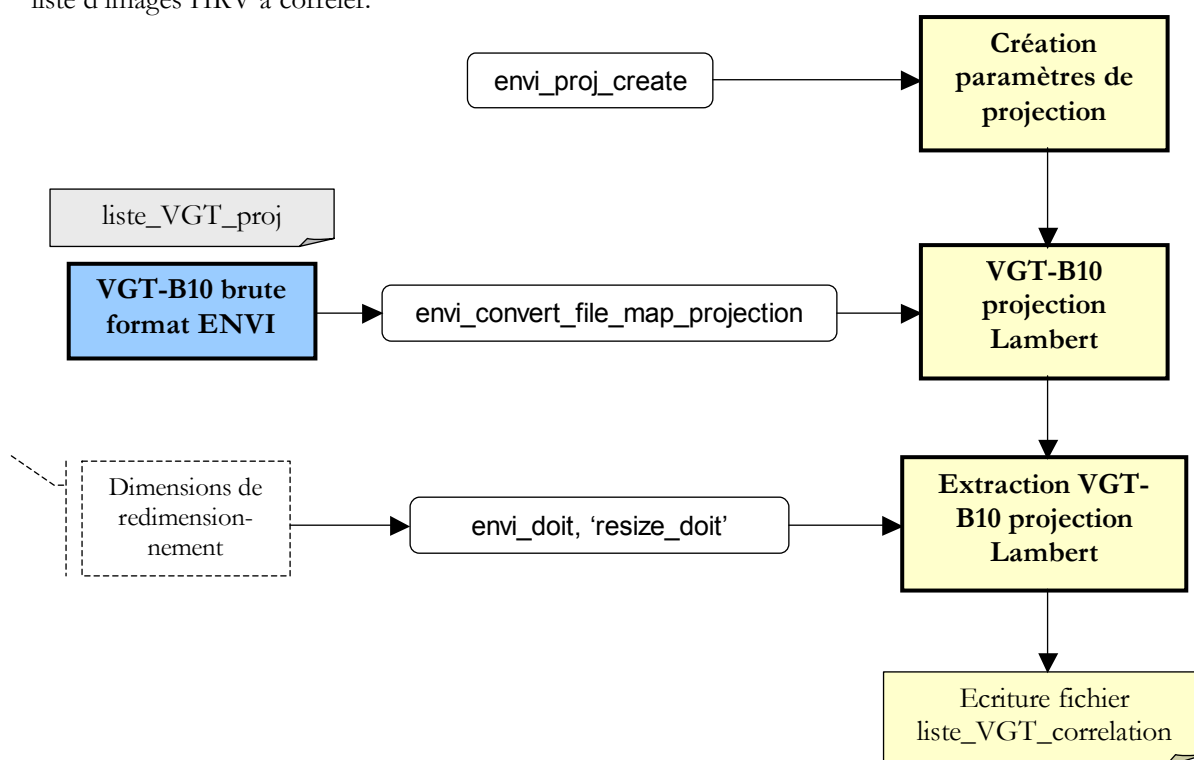 liste d'images HRV à corréler.
Création
paramètres de
projection
envi_proj_create
liste_VGT_proj
VGT-B10 brute
format ENVI
envi_convert_file_map_projection
VGT-B10
projection
Lambert
Dimensions de
redimension-
nement
envi_doit, ‘resize_doit’
Extraction VGT-
B10 projection
Lambert
Ecriture fichier
liste_VGT_correlation